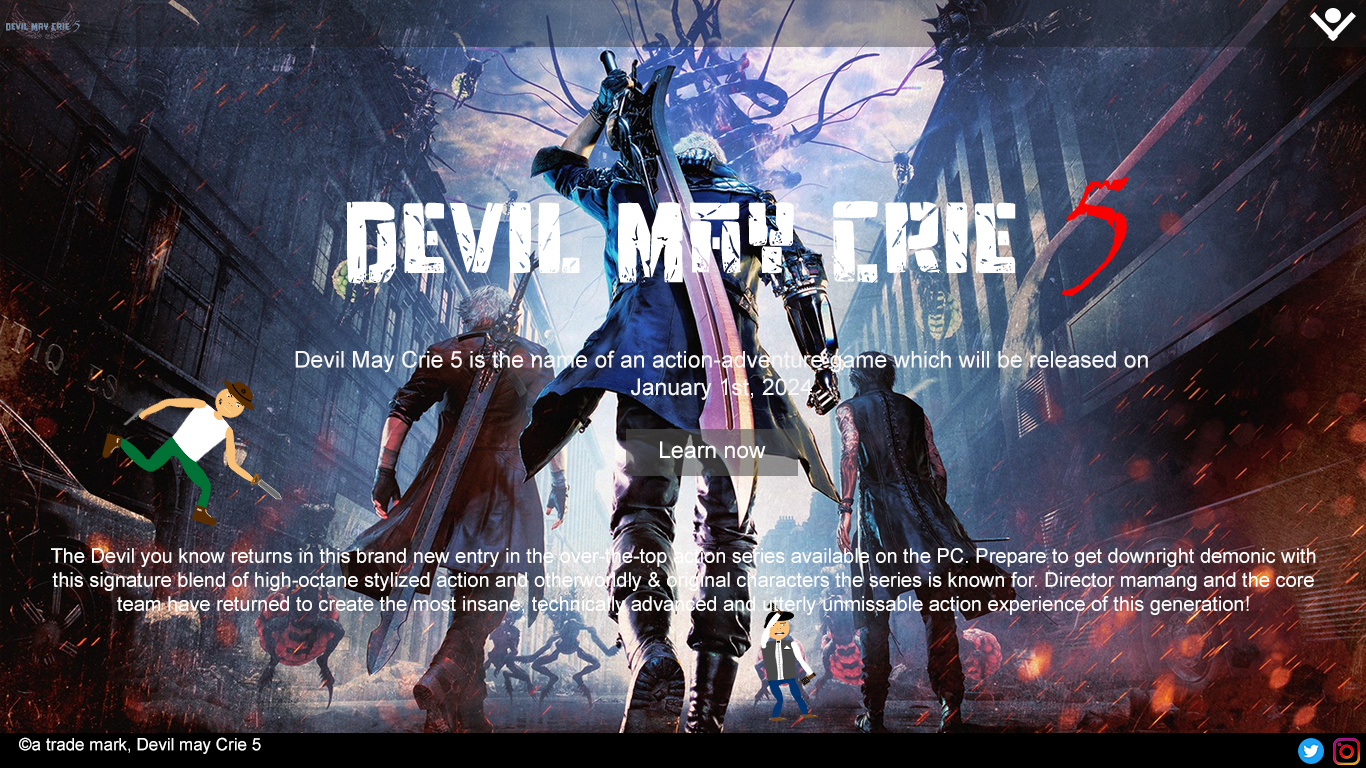 DEVIL MAY CRIE 5
DEVIL MAY CRIE 5
Devil May Crie 5 is the name of an action-adventure game which will be released on
January 1st, 2024
Learn now
The Devil you know returns in this brand new entry in the over-the-top action series available on the PC. Prepare to get downright demonic with
this signature blend of high-octane stylized action and otherworldly & original characters the series is known for. Director mamang and the core
team have returned to create the most insane, technically advanced and utterly unmissable action experience of this generation!
©a trade mark, Devil may Crie 5